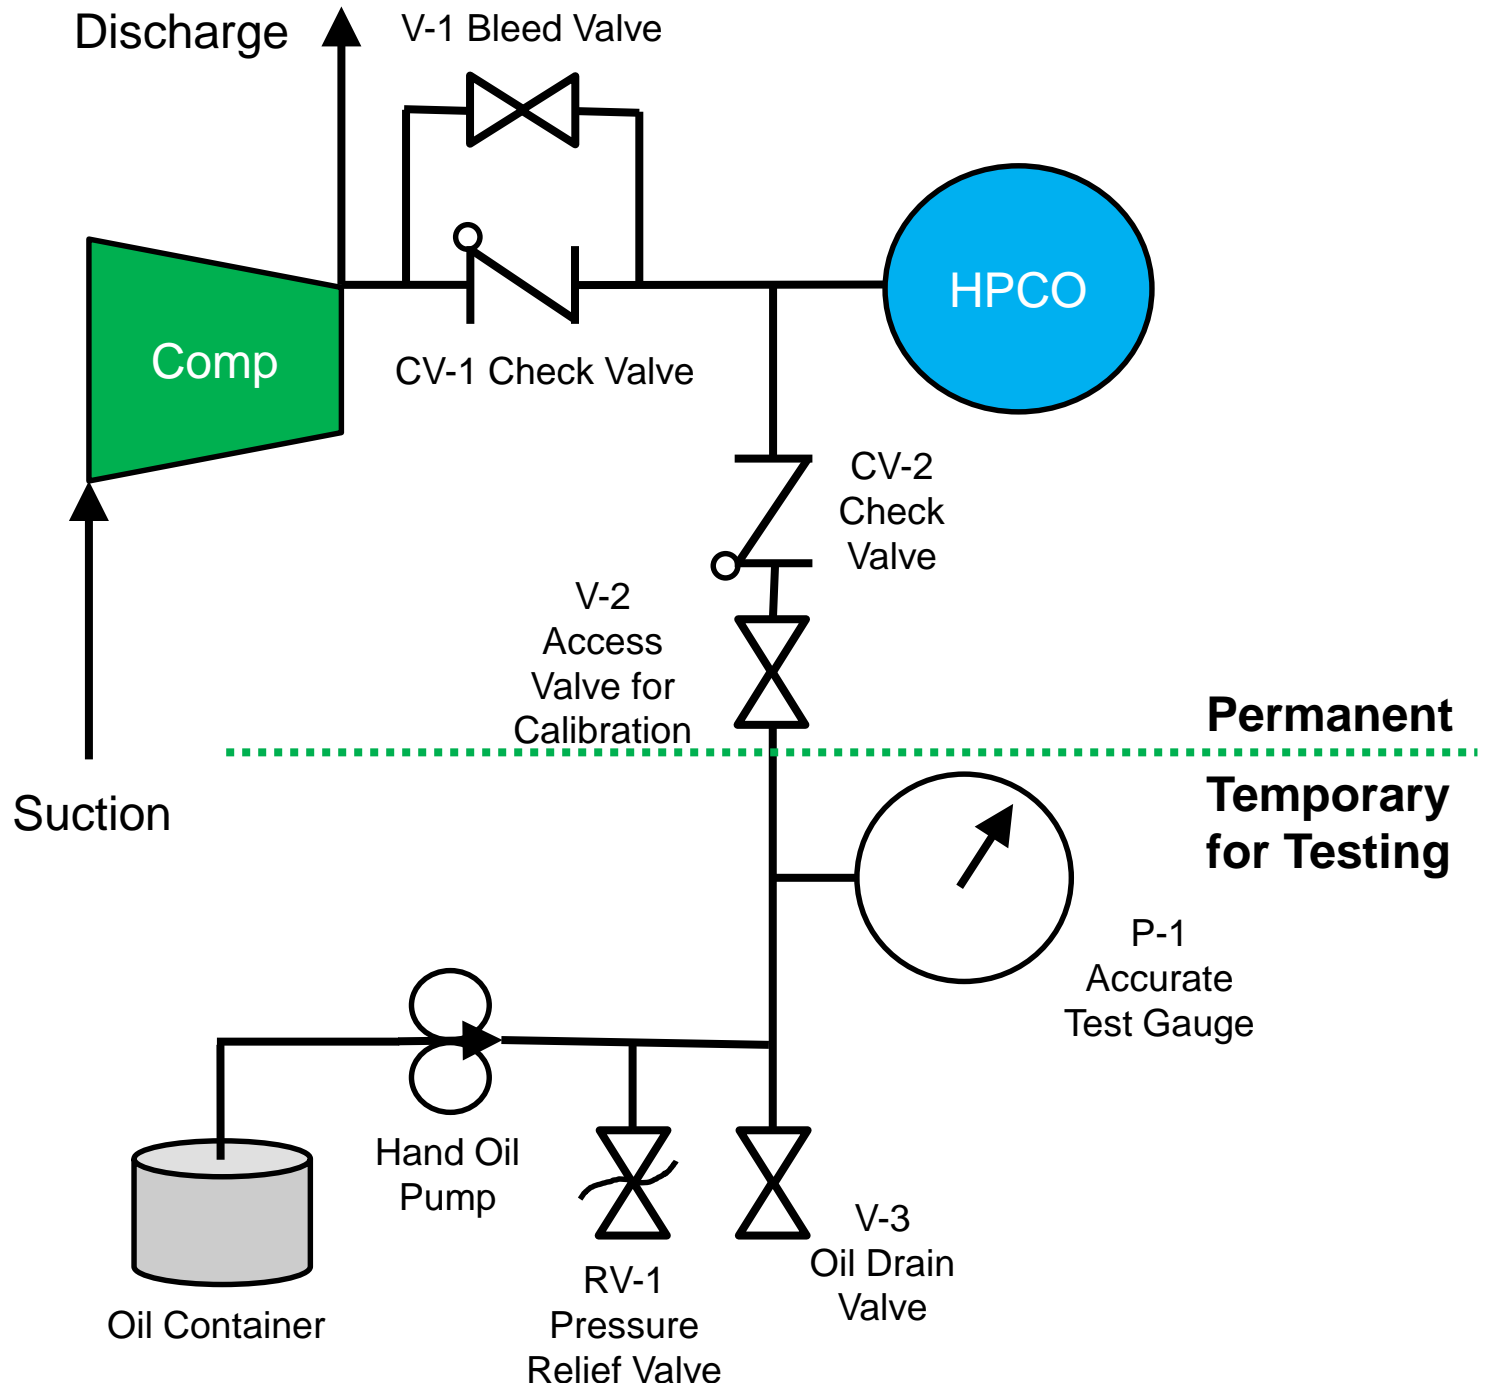 Discharge
V-1 Bleed Valve
HPCO
Comp
CV-1 Check Valve
CV-2
Check
Valve
V-2
Access
Valve for
Calibration
Permanent
Temporary
for Testing
Suction
P-1
Accurate
Test Gauge
Hand Oil
Pump
V-3
Oil Drain
Valve
RV-1
Pressure
Relief Valve
Oil Container